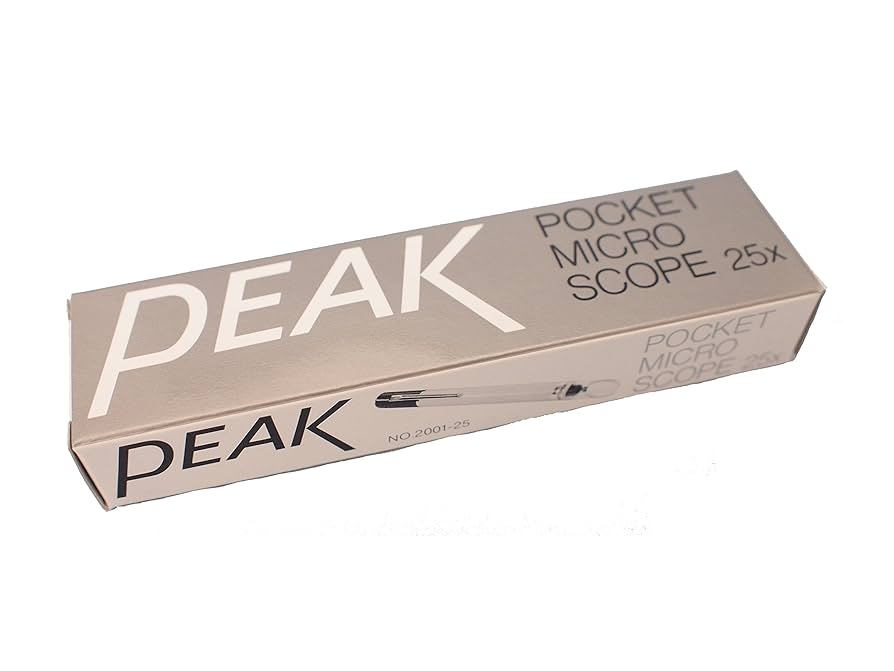 PEAK
POCKET
MICRO
SCOPE 25x
PEAK
NO.2001-25
POCKET
MICRO
SCOPE 25x